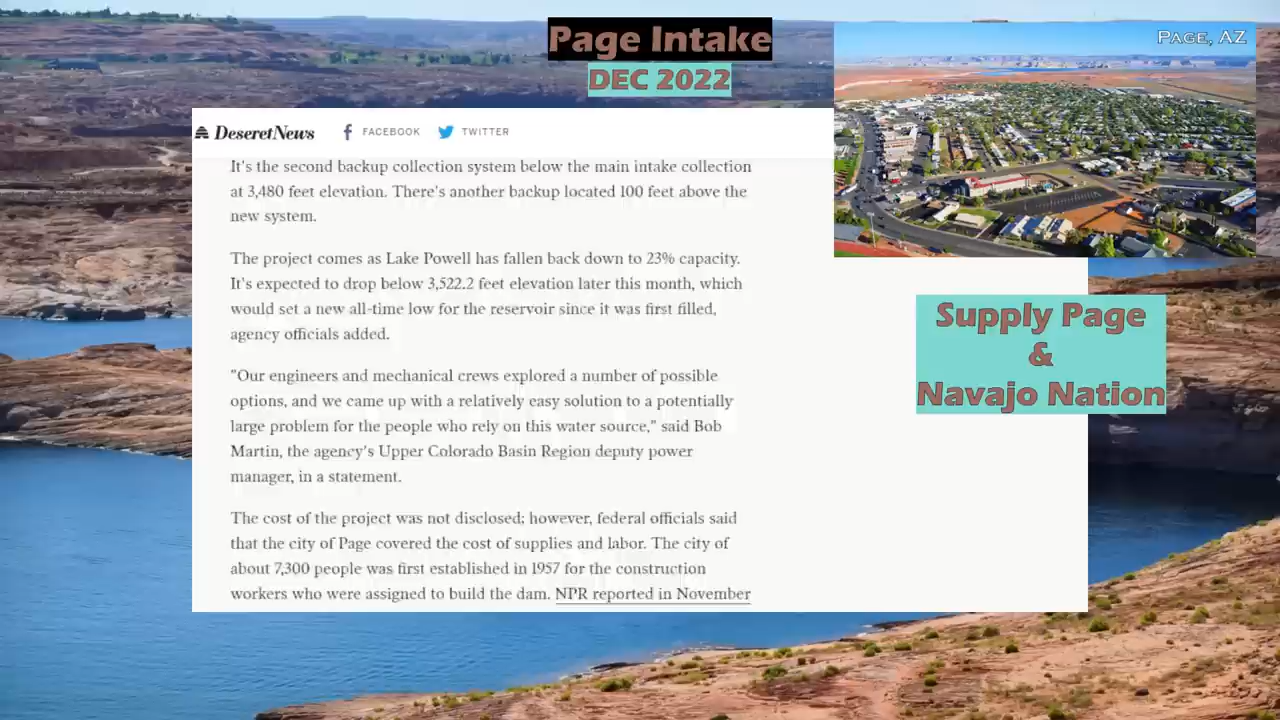 Page Intake
DEC 2022
PAGE, AZ
DeseretNews
FACEBOOK
TWITTER
It's the second backup collection system below the main intake collection
at 3,480 feet elevation. There's another backup located 100 feet above the
new system.
The project comes as Lake Powell has fallen back down to 23% capacity.
It's expected to drop below 3,522.2 feet elevation later this month, which
would set a new all-time low for the reservoir since it was first filled,
agency officials added.
"Our engineers and mechanical crews explored a number of possible
options, and we came up with a relatively easy solution to a potentially
large problem for the people who rely on this water source," said Bob
Martin, the agency's Upper Colorado Basin Region deputy power
manager, in a statement.
The cost of the project was not disclosed; however, federal officials said
that the city of Page covered the cost of supplies and labor. The city of
about 7,300 people was first established in 1957 for the construction
workers who were assigned to build the dam. NPR reported in November
Supply Page
&
Navajo Nation